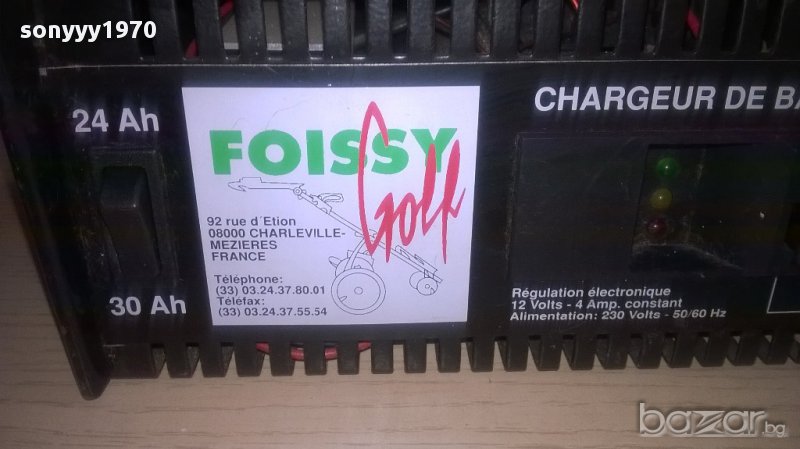 sonyyy1970
24 Ah
30 Ah
FOISSY
Golf
92 rue d´Etion
08000 CHARLEVILLE-
MEZIERES
FRANCE
Téléphone:
(33) 03.24.37.80.01
Téléfax:
(33) 03.24.37.55.54
CHARGEUR DE BA
Régulation électronique
12 Volts - 4 Amp. constant
Alimentation: 230 Volts - 50/60 Hz
bazar.bg